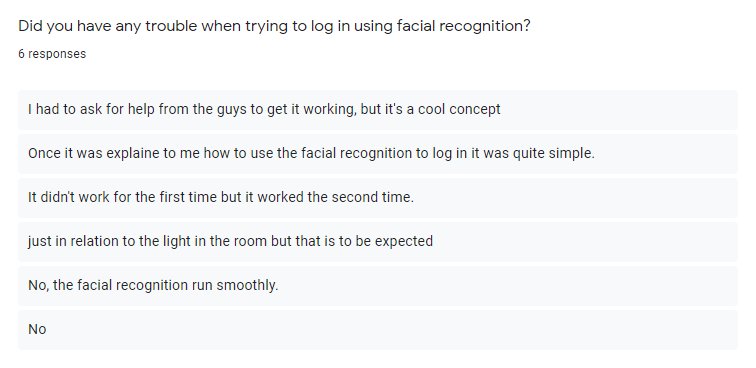 Did you have any trouble when trying to log in using facial recognition?
6 responses
I had to ask for help from the guys to get it working, but it's a cool concept
Once it was explaine to me how to use the facial recognition to log in it was quite simple.
It didn't work for the first time but it worked the second time.
just in relation to the light in the room but that is to be expected
No, the facial recognition run smoothly.
No